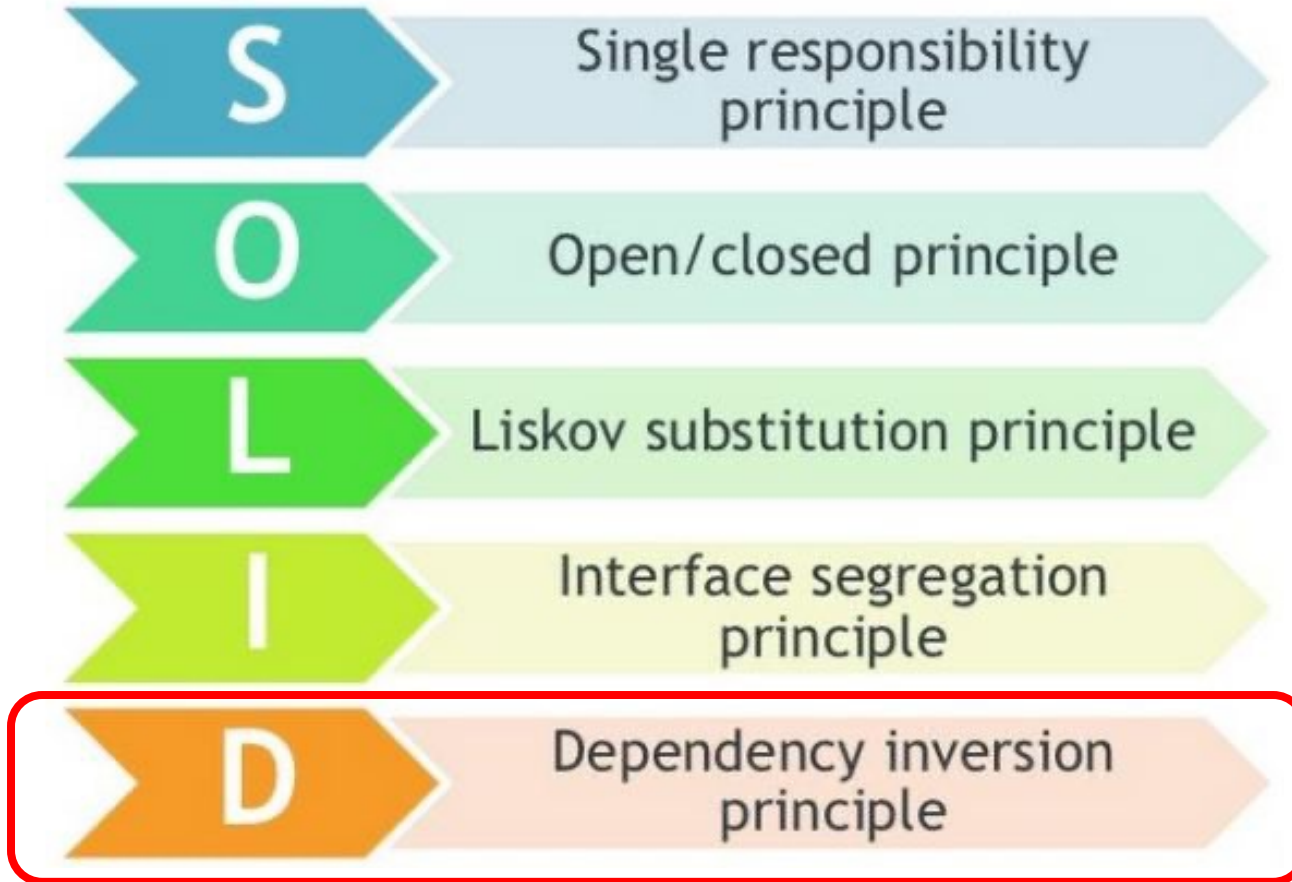 S
Single responsibility
principle
O
Open/closed principle
L
Liskov substitution principle
I
Interface segregation
principle
D
Dependency inversion
principle